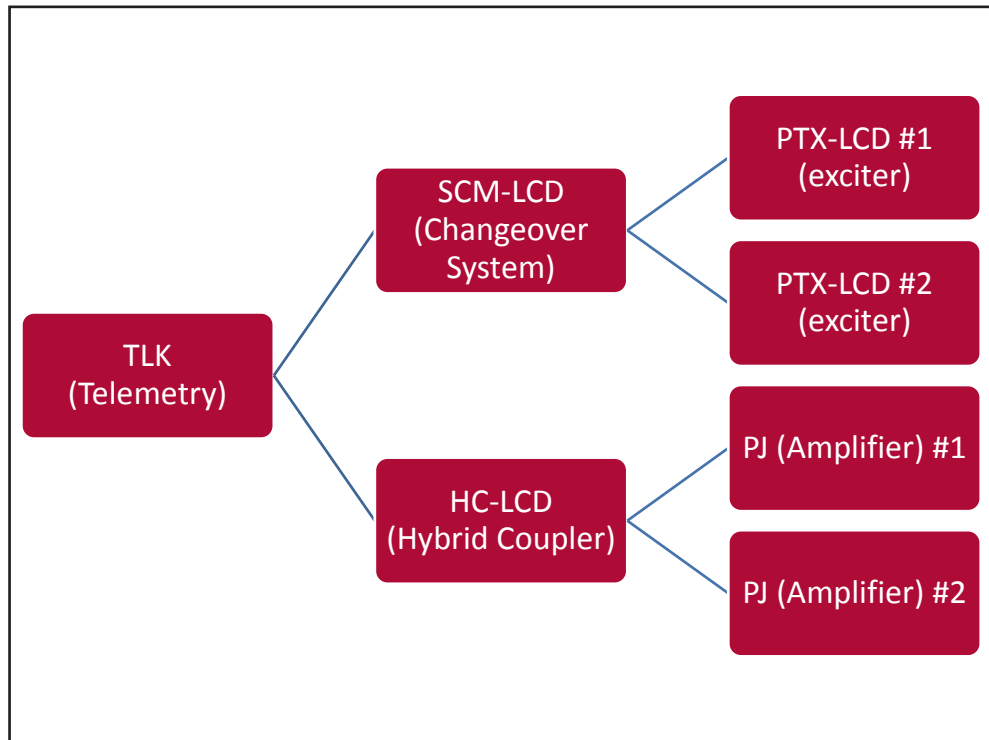 TLK
(Telemetry)
SCM-LCD
(Changeover
System)
HC-LCD
(Hybrid Coupler)
PTX-LCD #1
(exciter)
PTX-LCD #2
(exciter)
PJ (Amplifier) #1
PJ (Amplifier) #2